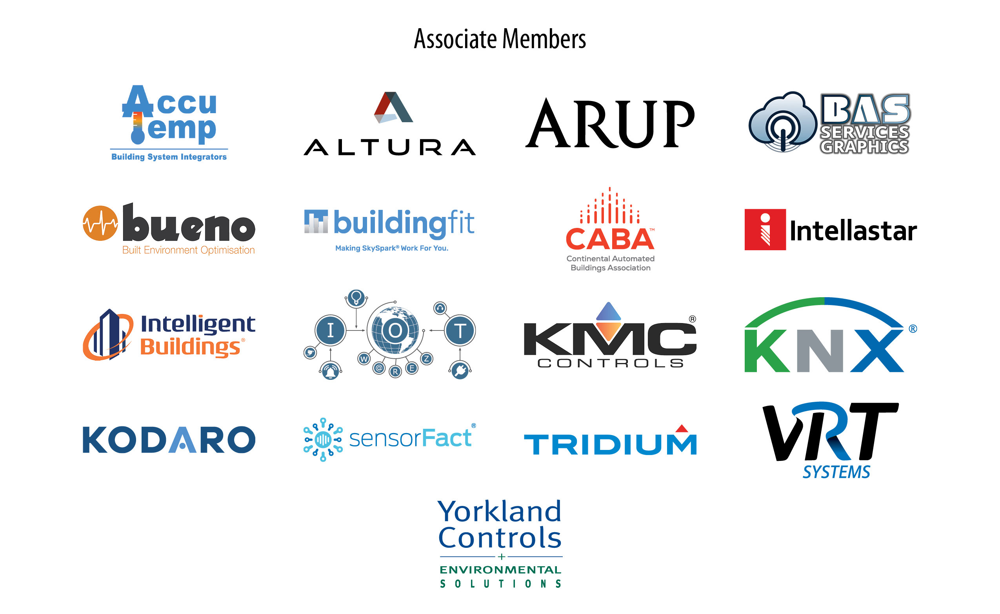 Associate Members
Accu
Temp
Building System Integrators
ALTURA
ARUP
BAS
SERVICES
GRAPHICS
bueno
Built Environment Optimisation
buildingfit
Making SkySpark® Work For You.
CABA™
Continental Automated
Buildings Association
Intellastar
Intelligent
Buildings®
I O T
W @ R E Z
KMC®
CONTROLS
KNX®
KODARO
sensorFact®
TRIDIUM
VRT
SYSTEMS
Yorkland
Controls
+
ENVIRONMENTAL
SOLUTIONS